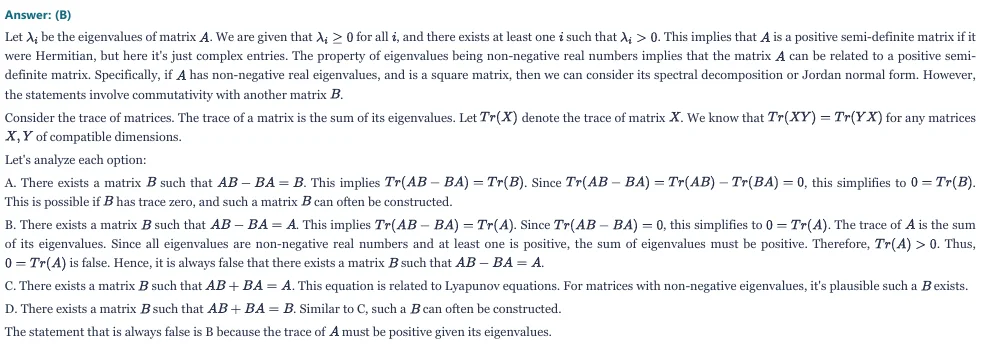 Answer: (B)
Let λᵢ be the eigenvalues of matrix A. We are given that λᵢ ≥ 0 for all i, and there exists at least one i such that λᵢ > 0. This implies that A is a positive semi-definite matrix if it
were Hermitian, but here it's just complex entries. The property of eigenvalues being non-negative real numbers implies that the matrix A can be related to a positive semi-
definite matrix. Specifically, if A has non-negative real eigenvalues, and is a square matrix, then we can consider its spectral decomposition or Jordan normal form. However,
the statements involve commutativity with another matrix B.
Consider the trace of matrices. The trace of a matrix is the sum of its eigenvalues. Let Tr(X) denote the trace of matrix X. We know that Tr(XY) = Tr(YX) for any matrices
X, Y of compatible dimensions.
Let's analyze each option:
A. There exists a matrix B such that AB − BA = B. This implies Tr(AB − BA) = Tr(B). Since Tr(AB − BA) = Tr(AB) − Tr(BA) = 0, this simplifies to 0 = Tr(B).
This is possible if B has trace zero, and such a matrix B can often be constructed.
B. There exists a matrix B such that AB − BA = A. This implies Tr(AB − BA) = Tr(A). Since Tr(AB − BA) = 0, this simplifies to 0 = Tr(A). The trace of A is the sum
of its eigenvalues. Since all eigenvalues are non-negative real numbers and at least one is positive, the sum of eigenvalues must be positive. Therefore, Tr(A) > 0. Thus,
0 = Tr(A) is false. Hence, it is always false that there exists a matrix B such that AB − BA = A.
C. There exists a matrix B such that AB + BA = A. This equation is related to Lyapunov equations. For matrices with non-negative eigenvalues, it's plausible such a B exists.
D. There exists a matrix B such that AB + BA = B. Similar to C, such a B can often be constructed.
The statement that is always false is B because the trace of A must be positive given its eigenvalues.